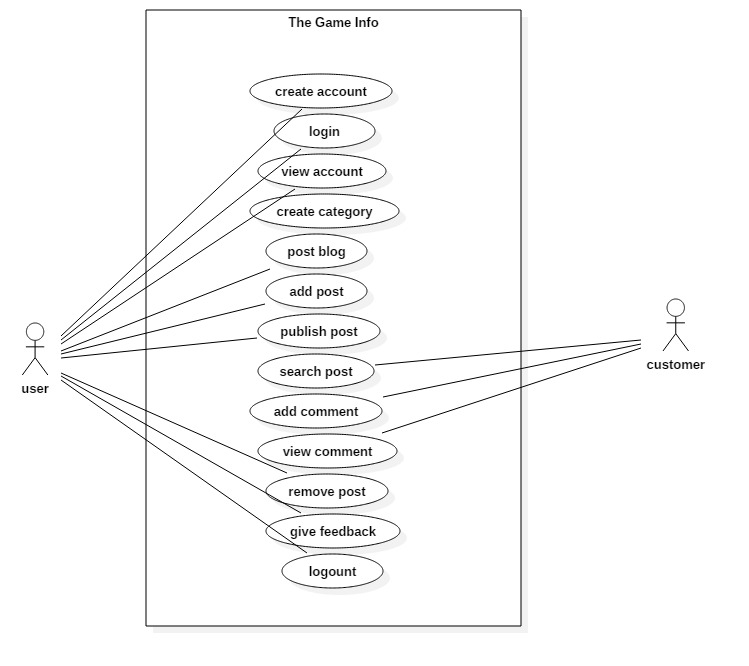 The Game Info
create account
login
view account
create category
post blog
add post
publish post
search post
add comment
view comment
remove post
give feedback
logount
user
customer